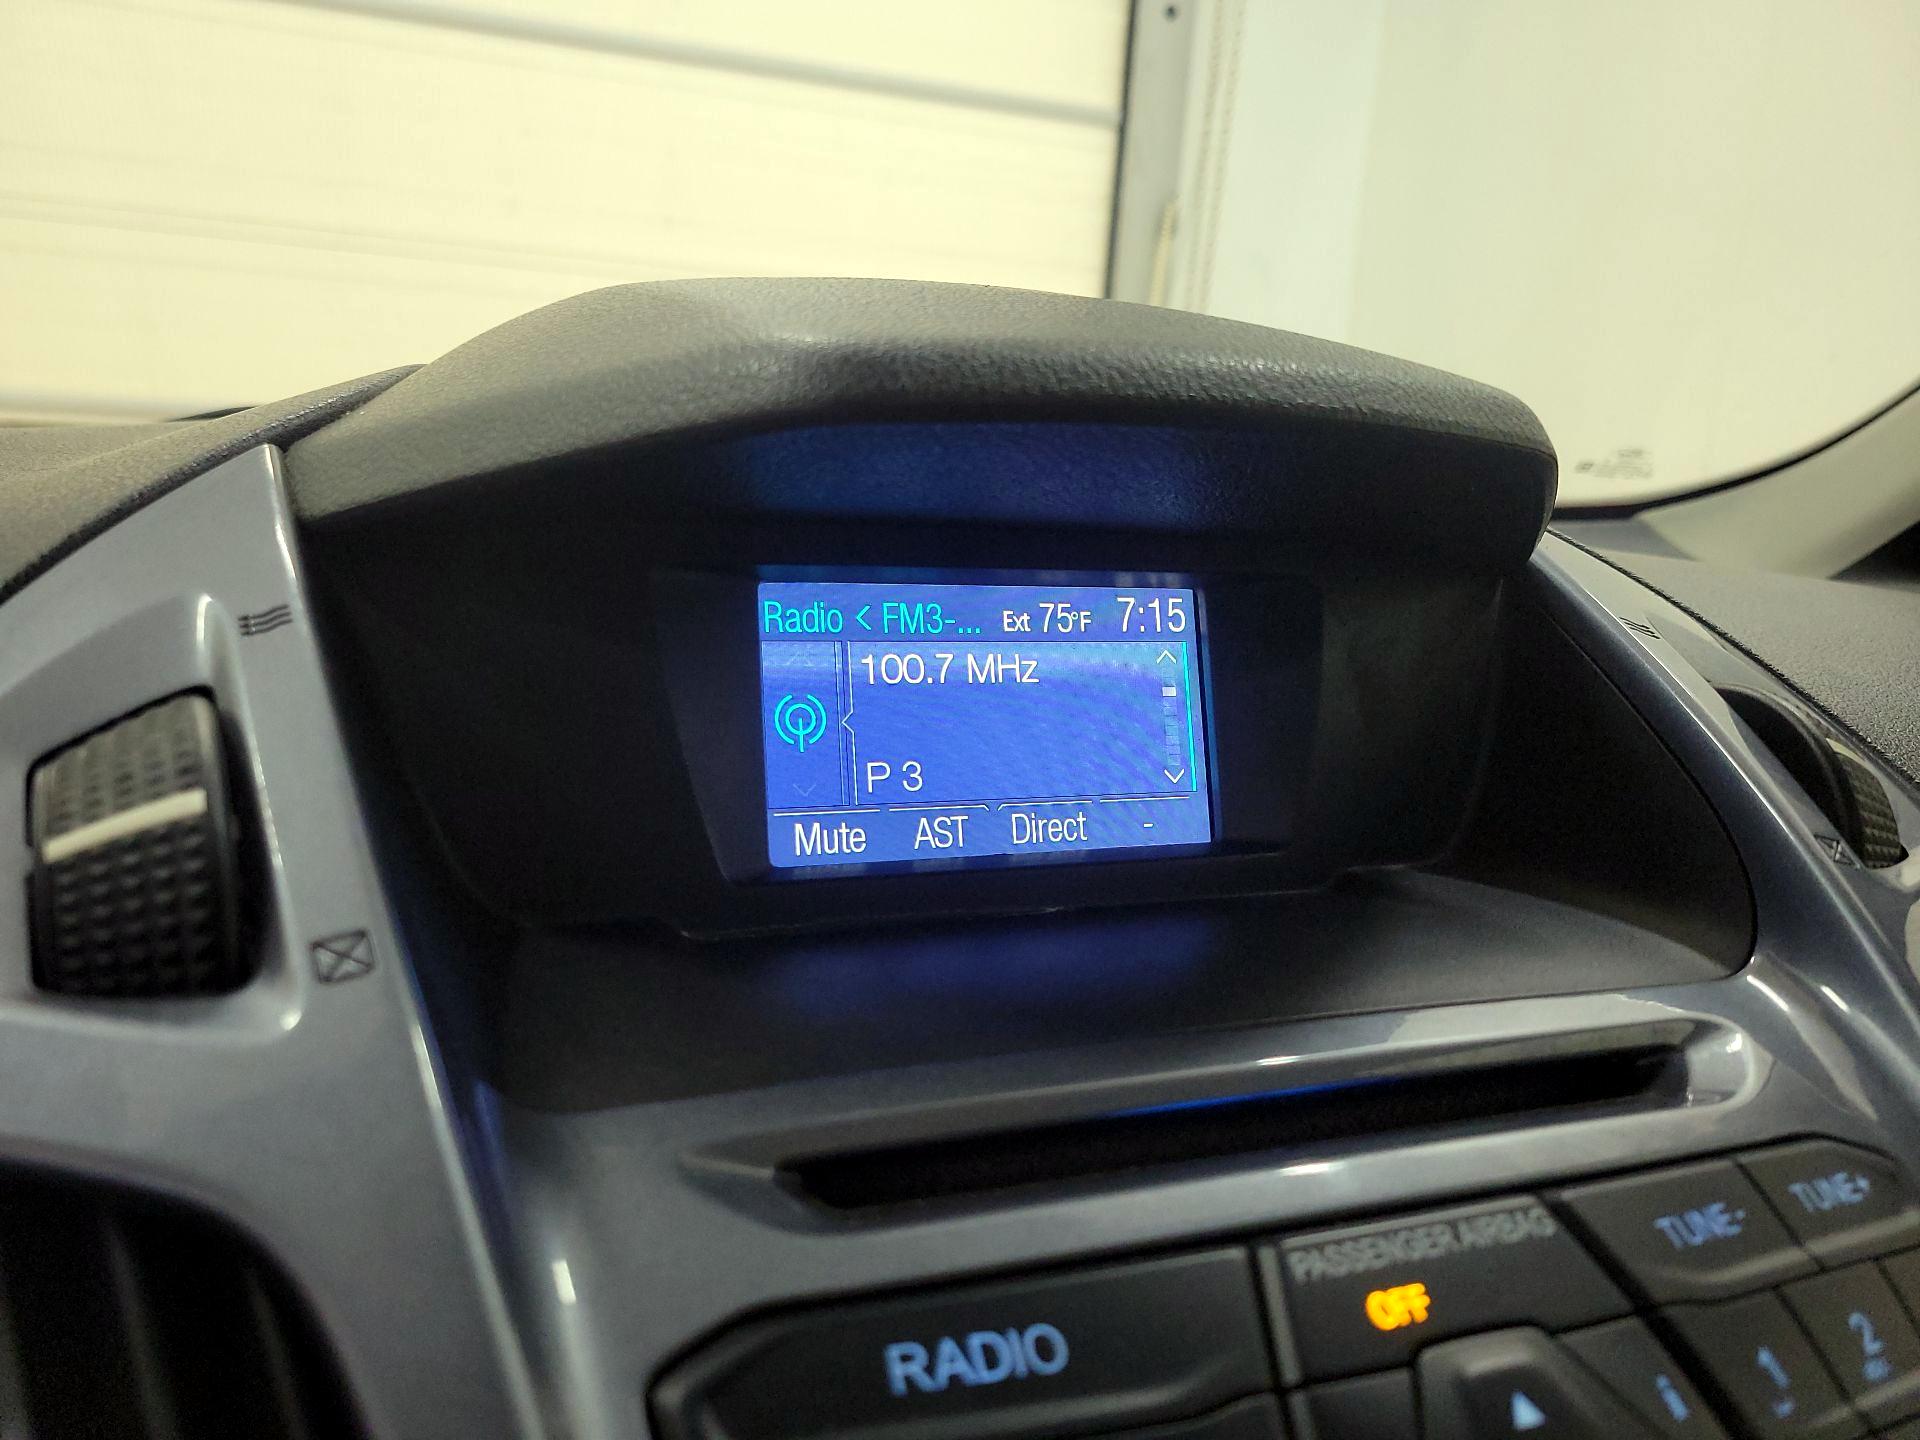 Radio < FM3-... Ext 75°F 7:15
100.7 MHz
P 3
Mute AST Direct -
TUNE- TUNE+
PASSENGER AIRBAG
OFF
RADIO
i 1 2